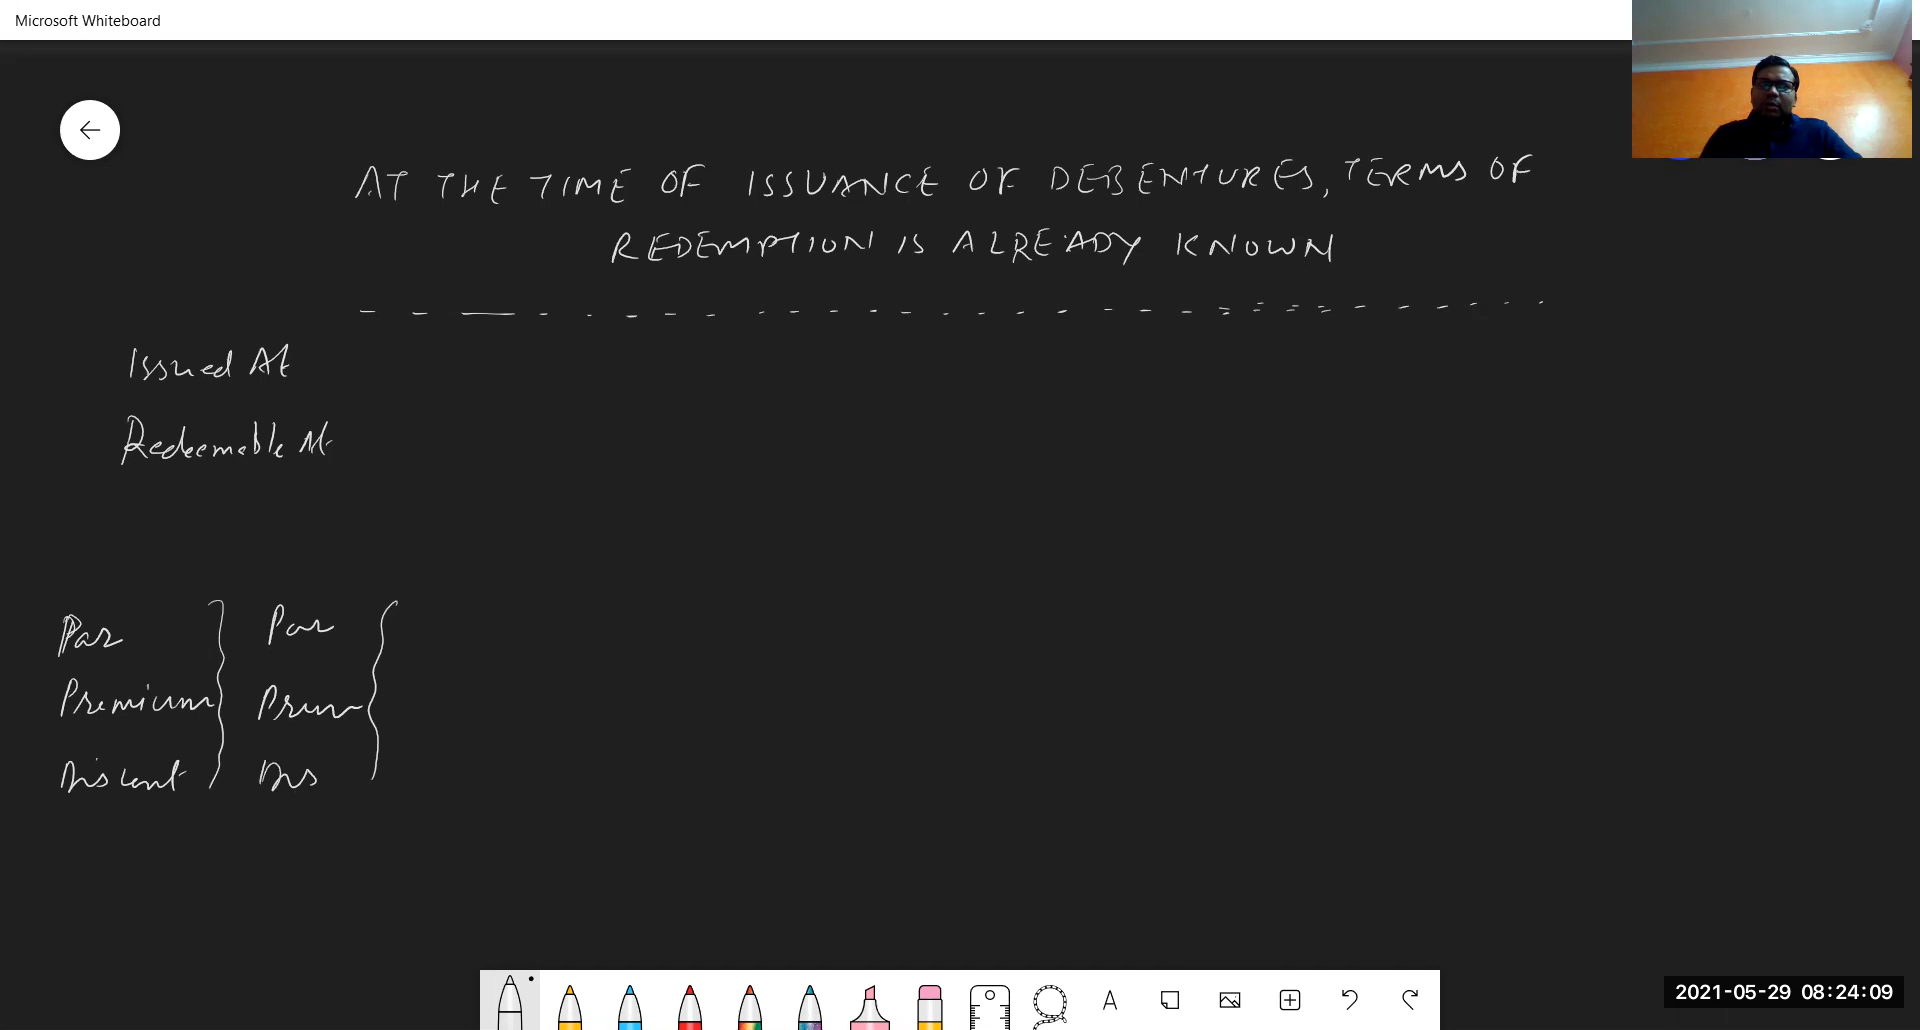 Microsoft Whiteboard
AT THE TIME OF ISSUANCE OF DEBENTURES, TERMS OF
REDEMPTION IS ALREADY KNOWN
Issued At
Redeemable At
Par Par
Premium Prem
Discount Dis
2021-05-29 08:24:09